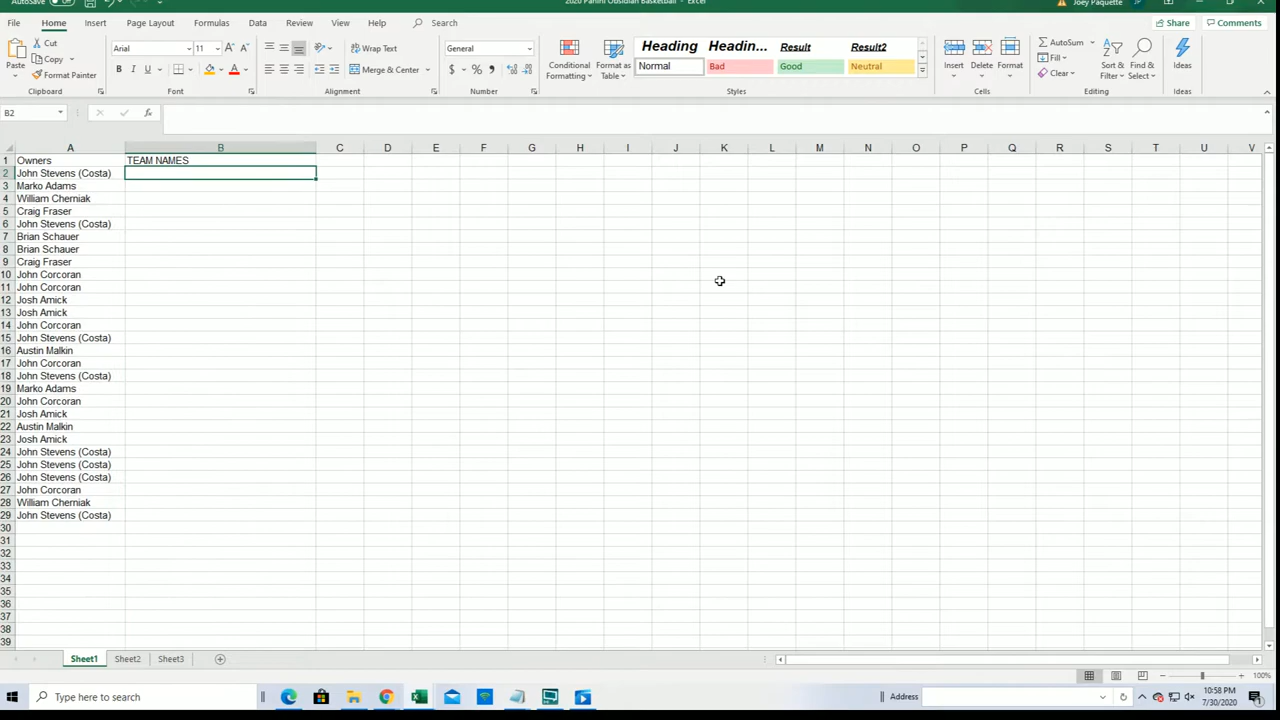 AutoSave Off 2020 Panini Obsidian Basketball - Excel Joey Paquette JP
File Home Insert Page Layout Formulas Data Review View Help Search Share Comments
Paste Cut Copy Format Painter Clipboard
Arial 11 A A B I U A Font
Wrap Text Merge & Center Alignment
General $ % , Number
Conditional Formatting Format as Table
Heading Headin... Result Result2
Normal Bad Good Neutral
Styles
Insert Delete Format Cells
AutoSum Fill Clear Sort & Filter Find & Select Editing
Ideas Ideas
B2 fx
A B C D E F G H I J K L M N O P Q R S T U V
1 Owners TEAM NAMES
2 John Stevens (Costa)
3 Marko Adams
4 William Cherniak
5 Craig Fraser
6 John Stevens (Costa)
7 Brian Schauer
8 Brian Schauer
9 Craig Fraser
10 John Corcoran
11 John Corcoran
12 Josh Amick
13 Josh Amick
14 John Corcoran
15 John Stevens (Costa)
16 Austin Malkin
17 John Corcoran
18 John Stevens (Costa)
19 Marko Adams
20 John Corcoran
21 Josh Amick
22 Austin Malkin
23 Josh Amick
24 John Stevens (Costa)
25 John Stevens (Costa)
26 John Stevens (Costa)
27 John Corcoran
28 William Cherniak
29 John Stevens (Costa)
30
31
32
33
34
35
36
37
38
39
Sheet1 Sheet2 Sheet3
100%
Type here to search Address 10:58 PM
7/30/2020